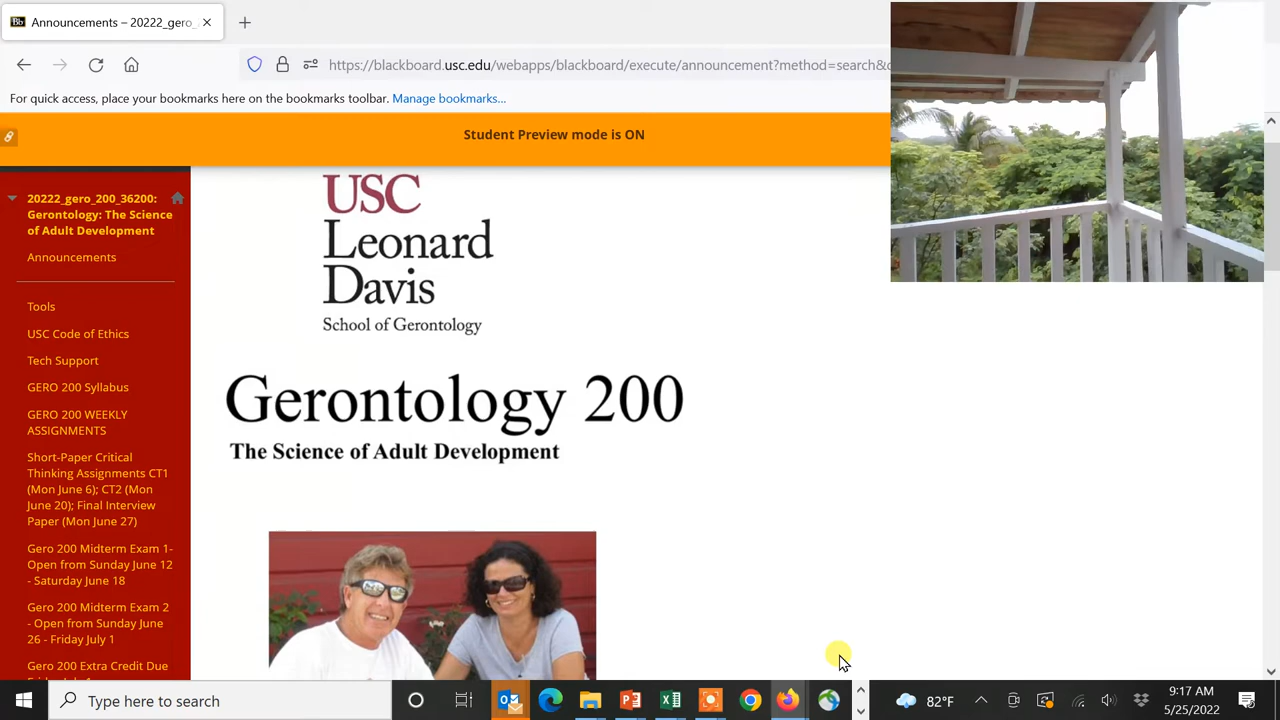 Announcements – 20222_gero_
https://blackboard.usc.edu/webapps/blackboard/execute/announcement?method=search&
For quick access, place your bookmarks here on the bookmarks toolbar. Manage bookmarks...
Student Preview mode is ON
20222_gero_200_36200:
Gerontology: The Science
of Adult Development
Announcements
Tools
USC Code of Ethics
Tech Support
GERO 200 Syllabus
GERO 200 WEEKLY
ASSIGNMENTS
Short-Paper Critical
Thinking Assignments CT1
(Mon June 6); CT2 (Mon
June 20); Final Interview
Paper (Mon June 27)
Gero 200 Midterm Exam 1-
Open from Sunday June 12
- Saturday June 18
Gero 200 Midterm Exam 2
- Open from Sunday June
26 - Friday July 1
Gero 200 Extra Credit Due
USC
Leonard
Davis
School of Gerontology
Gerontology 200
The Science of Adult Development
Type here to search
82°F
9:17 AM
5/25/2022